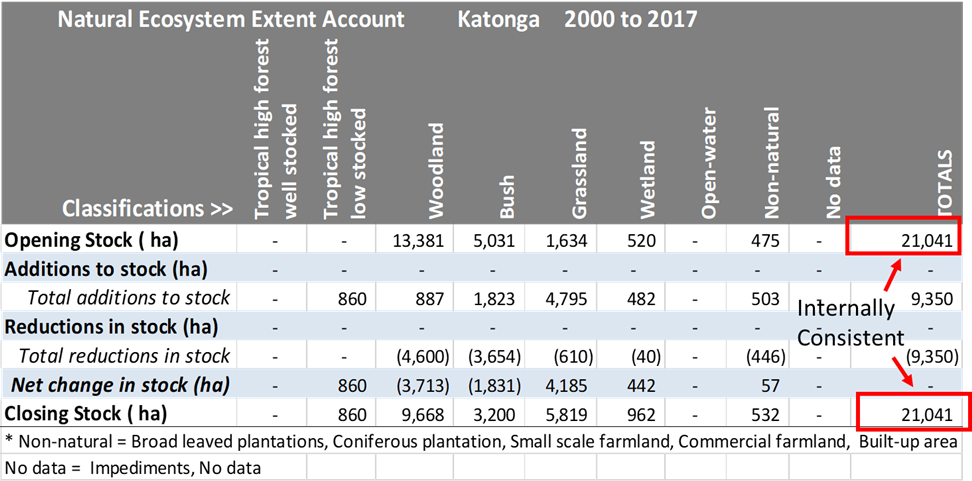 Natural Ecosystem Extent Account Katonga 2000 to 2017
Classifications >> Tropical high forest well stocked Tropical high forest low stocked Woodland Bush Grassland Wetland Open-water Non-natural No data TOTALS
Opening Stock ( ha) - - 13,381 5,031 1,634 520 - 475 - 21,041
Additions to stock (ha) - - - - - - - - - -
Total additions to stock - 860 887 1,823 4,795 482 - 503 - 9,350
Internally
Reductions in stock (ha) - - - - - - - - - -
Consistent
Total reductions in stock - - (4,600) (3,654) (610) (40) - (446) - (9,350)
Net change in stock (ha) - 860 (3,713) (1,831) 4,185 442 - 57 - -
Closing Stock ( ha) - 860 9,668 3,200 5,819 962 - 532 - 21,041
* Non-natural = Broad leaved plantations, Coniferous plantation, Small scale farmland, Commercial farmland, Built-up area
No data = Impediments, No data